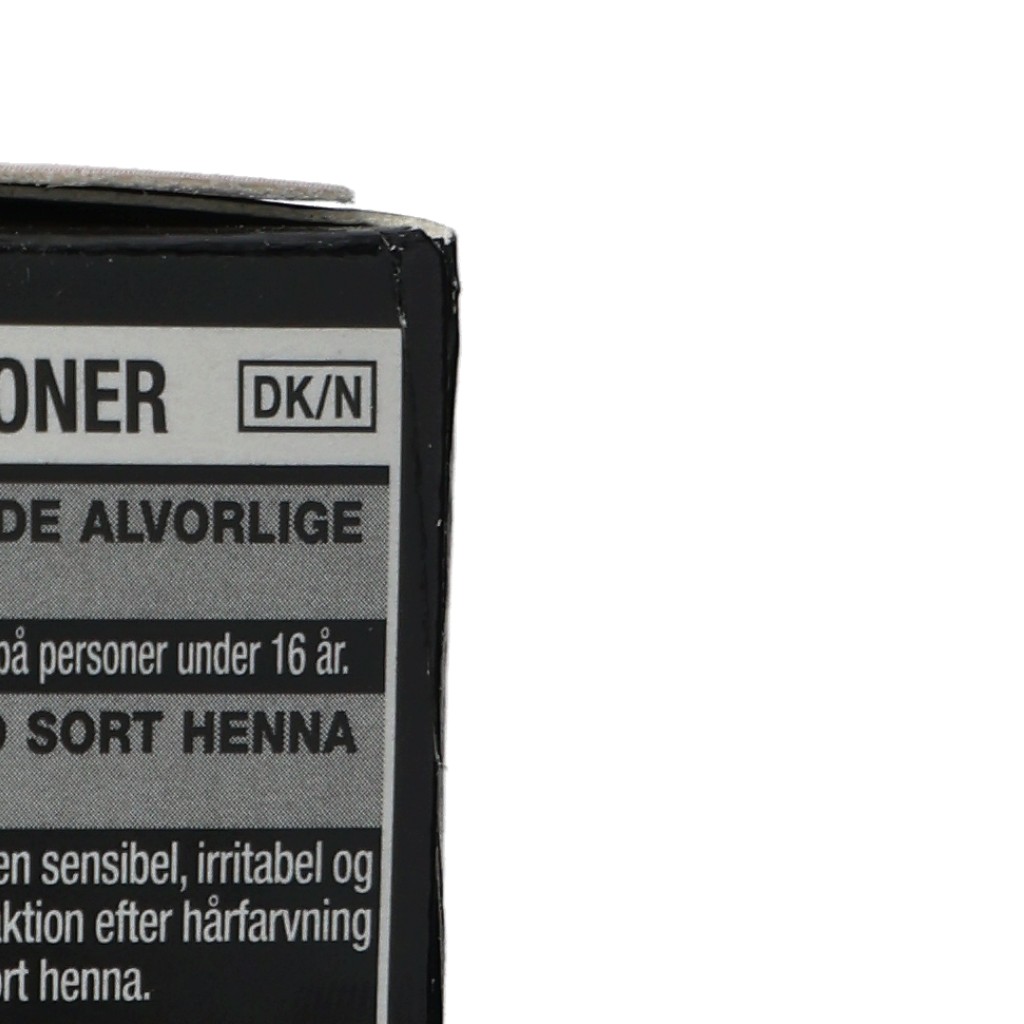 ONER DK/N
DE ALVORLIGE
på personer under 16 år.
SORT HENNA
en sensibel, irritabel og
aktion efter hårfarvning
ort henna.